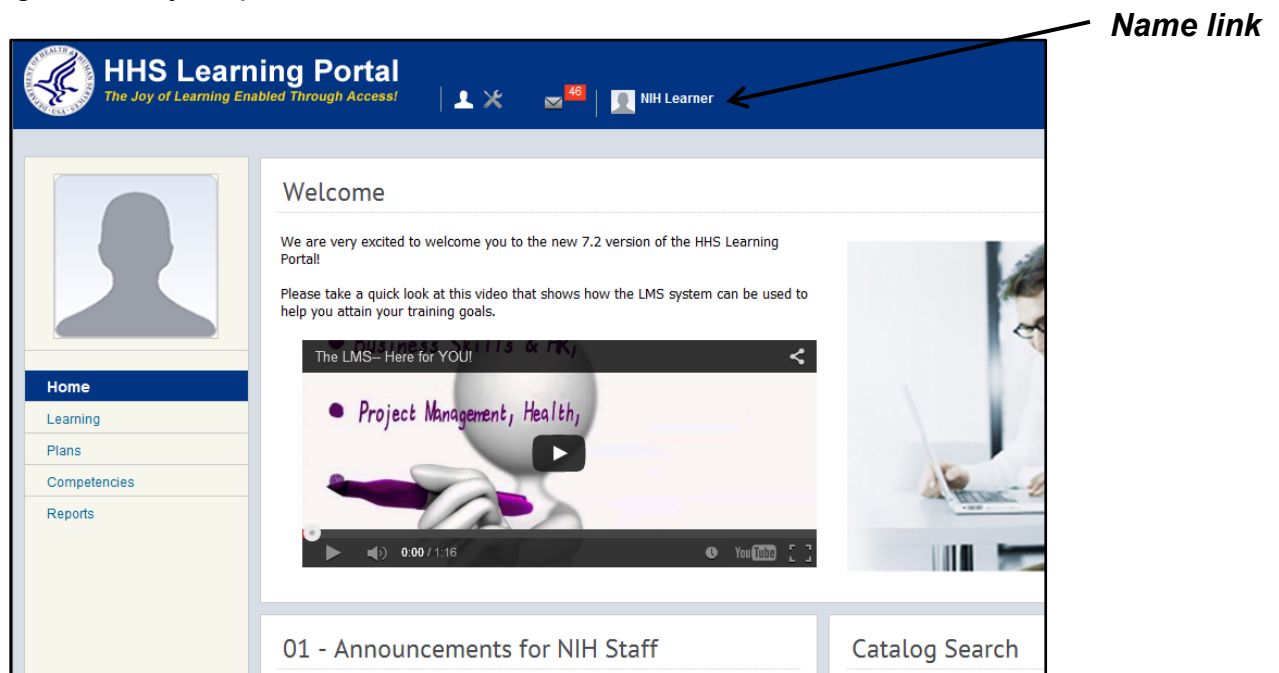 Name link
HHS Learning Portal
The Joy of Learning Enabled Through Access!
46
NIH Learner
Welcome
We are very excited to welcome you to the new 7.2 version of the HHS Learning
Portal!
Please take a quick look at this video that shows how the LMS system can be used to
help you attain your training goals.
The LMS– Here for YOU!
Business Skills & HR,
Project Management, Health,
0:00 / 1:16
YouTube
Home
Learning
Plans
Competencies
Reports
01 - Announcements for NIH Staff
Catalog Search